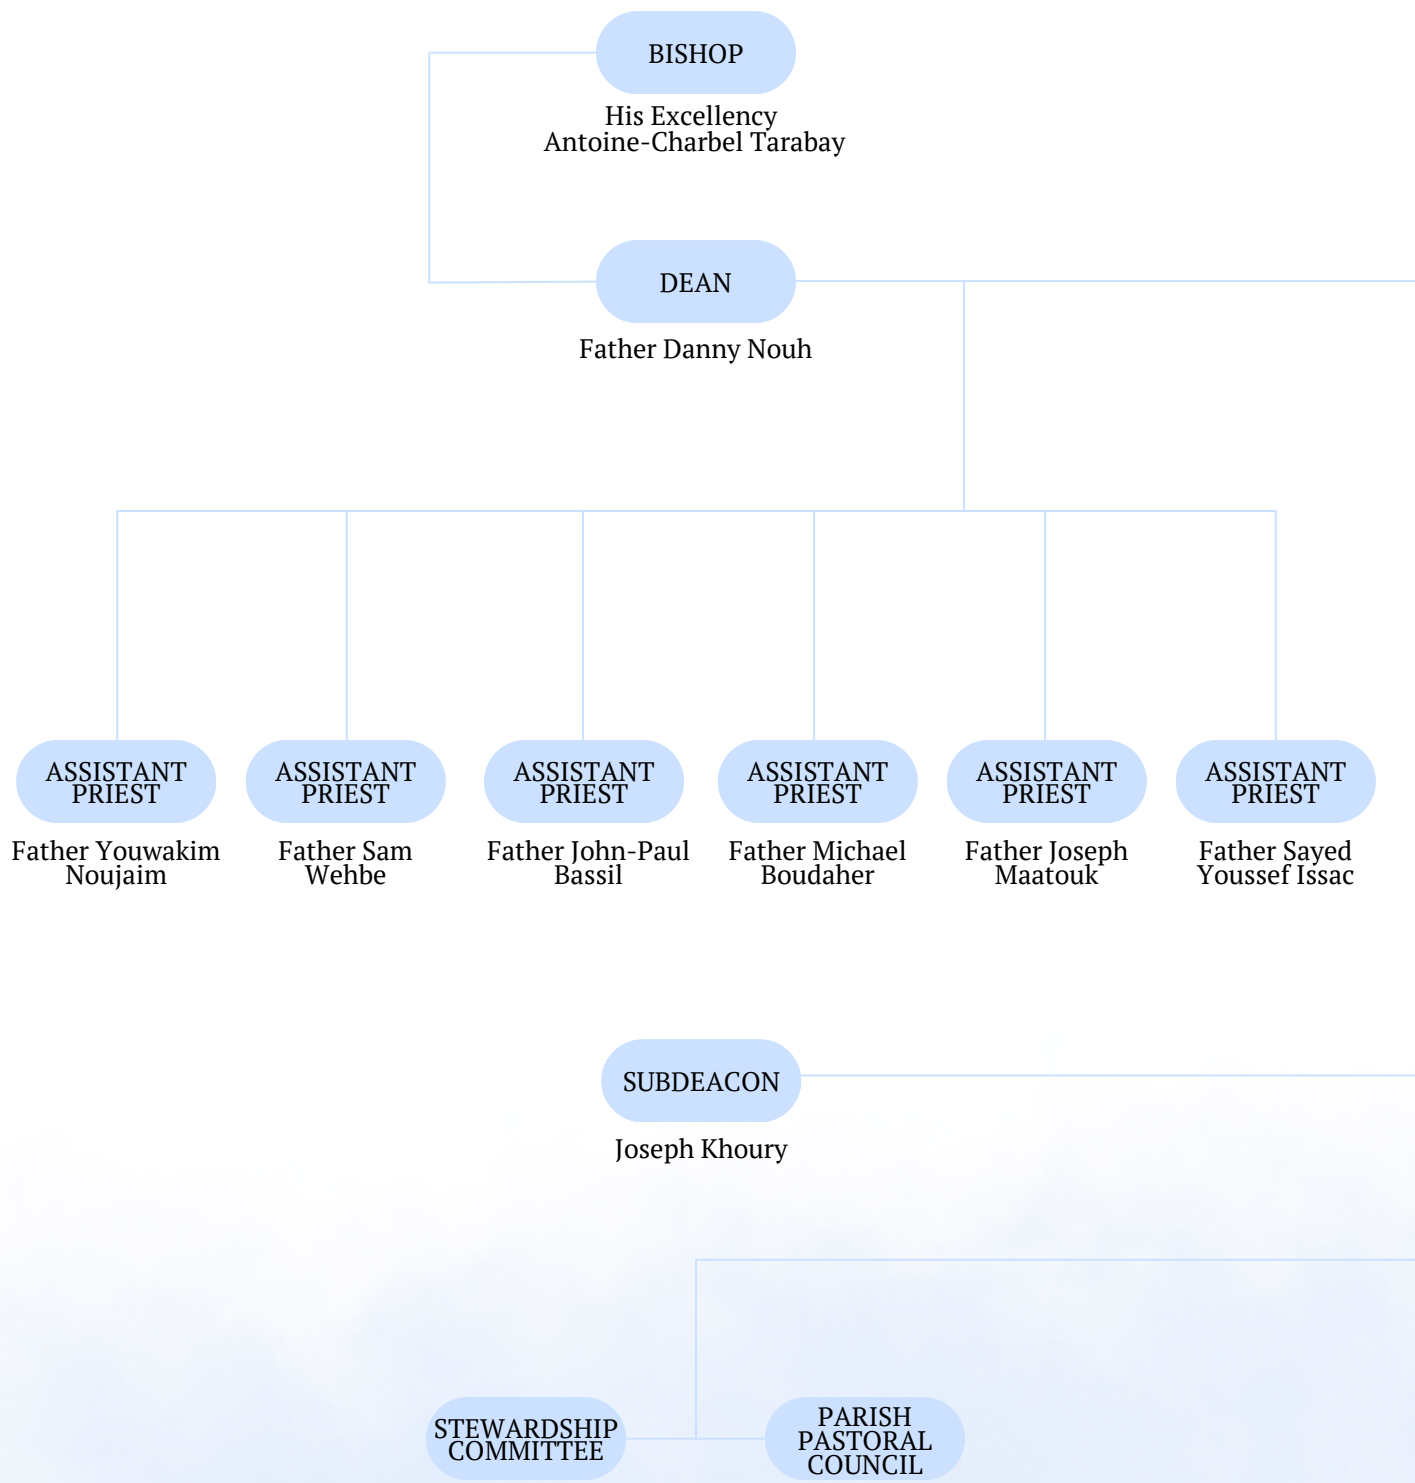 BISHOP
His Excellency
Antoine-Charbel Tarabay
DEAN
Father Danny Nouh
ASSISTANT
PRIEST
Father Youwakim
Noujaim
ASSISTANT
PRIEST
Father Sam
Wehbe
ASSISTANT
PRIEST
Father John-Paul
Bassil
ASSISTANT
PRIEST
Father Michael
Boudaher
ASSISTANT
PRIEST
Father Joseph
Maatouk
ASSISTANT
PRIEST
Father Sayed
Youssef Issac
SUBDEACON
Joseph Khoury
STEWARDSHIP
COMMITTEE
PARISH
PASTORAL
COUNCIL